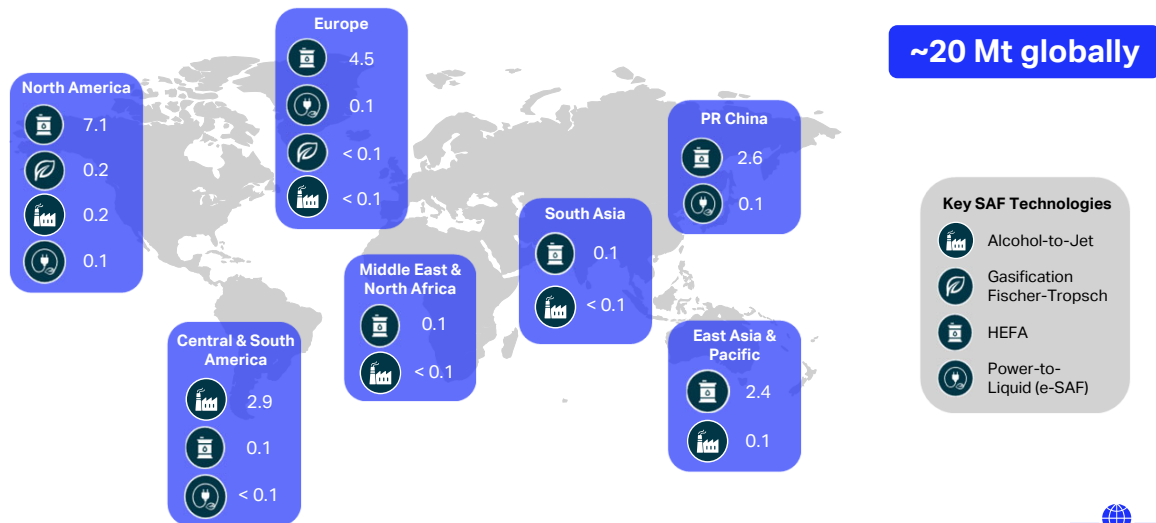 ~20 Mt globally
North America
7.1
0.2
0.2
0.1
Europe
4.5
0.1
< 0.1
< 0.1
PR China
2.6
0.1
South Asia
0.1
< 0.1
Middle East &
North Africa
0.1
< 0.1
Central & South
America
2.9
0.1
< 0.1
East Asia &
Pacific
2.4
0.1
Key SAF Technologies
Alcohol-to-Jet
Gasification
Fischer-Tropsch
HEFA
Power-to-
Liquid (e-SAF)